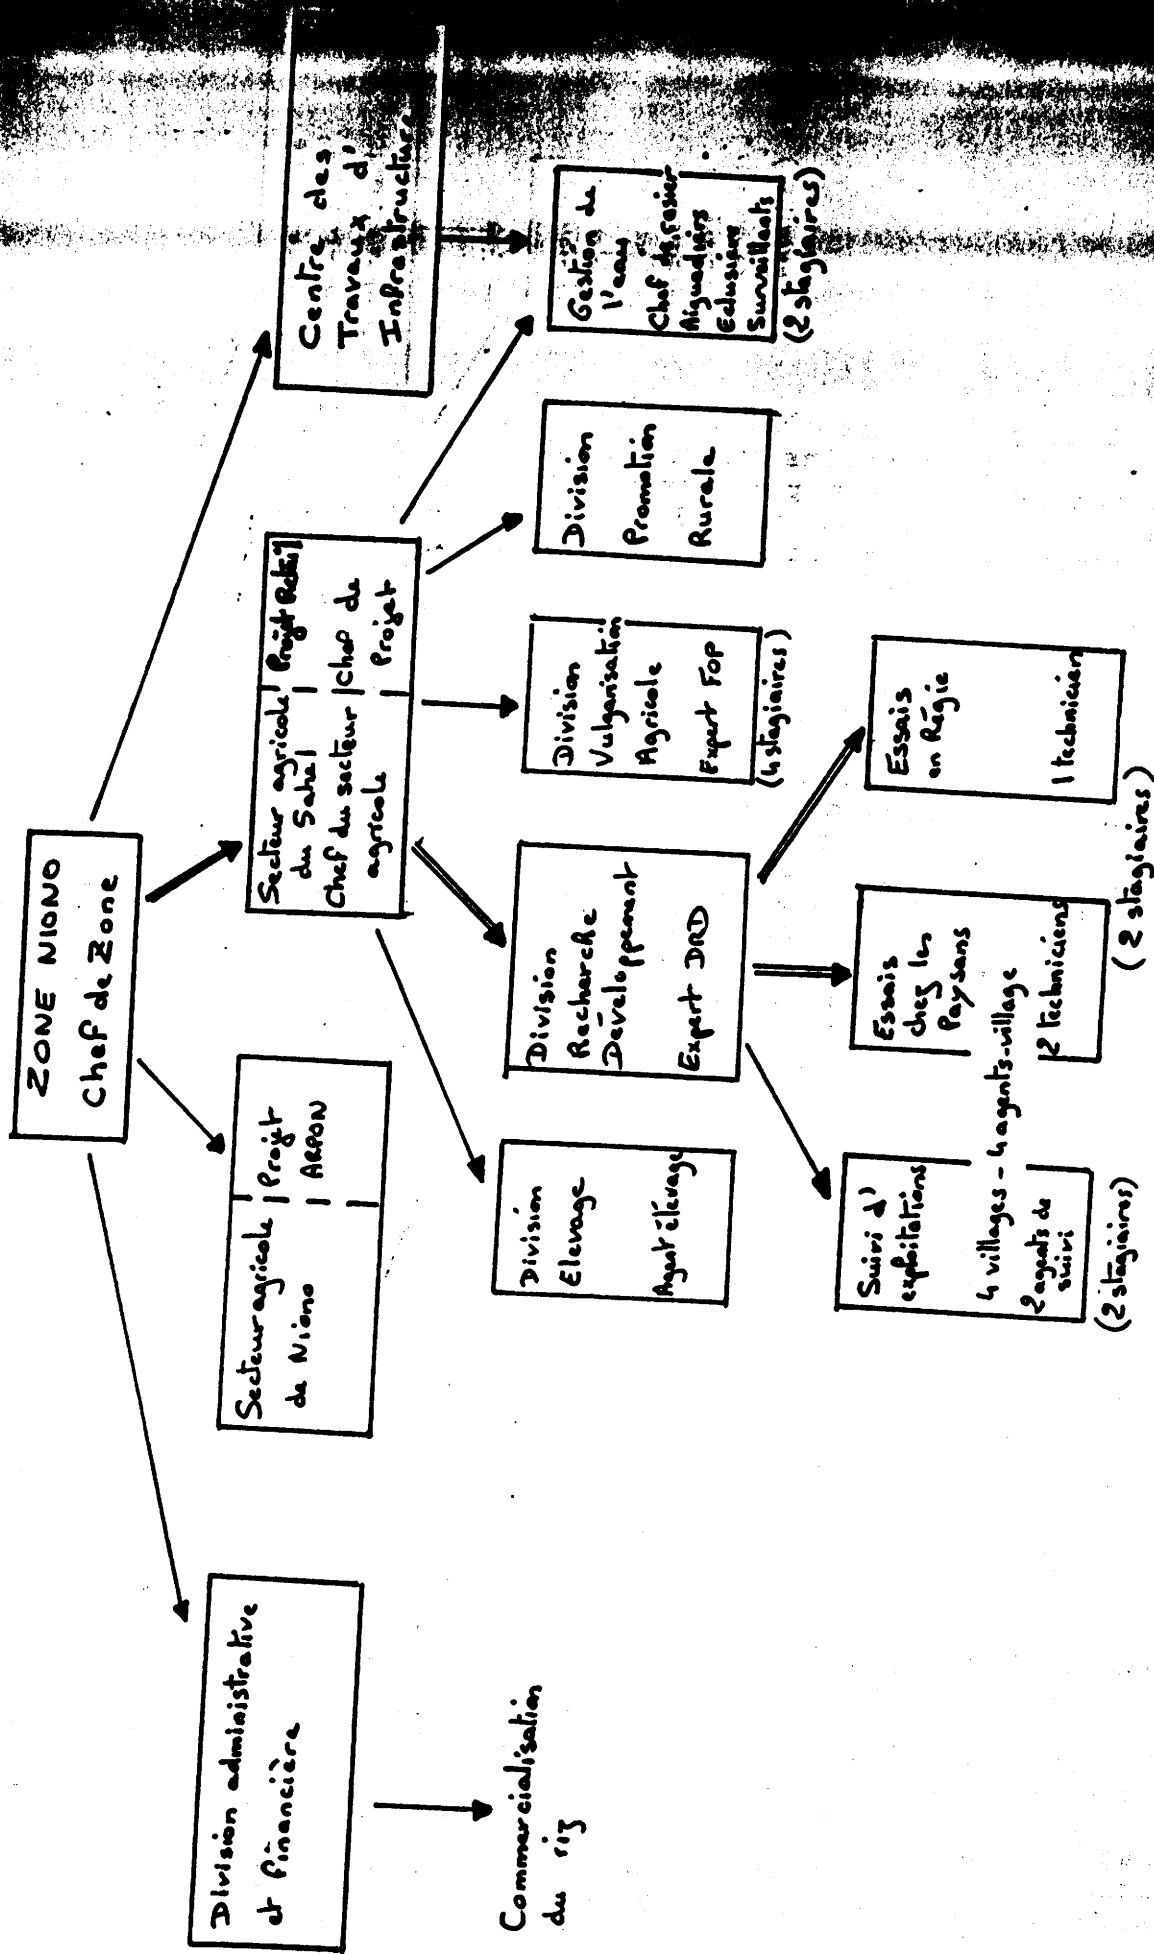 ZONE NIONO
Chef de Zone
Division administrative
et financière
Secteur agricole | Projet
de Niono | ARPON
Secteur agricole | Projet Retail
du Sahel |
Chef du secteur | Chef de
agricole | Projet
Centre des
Travaux d'
Infrastructure
Commercialisation
du riz
Division
Elevage
Agent élevage
Division
Recherche
Développement
Expert DRD
Division
Vulgarisation
Agricole
Expert FOP
(4 stagiaires)
Division
Promotion
Rurale
Gestion de
l'eau
Chef de casier
Aiguadiers
Eclusiers
Surveillants
(2 stagiaires)
Suivi d'
exploitations
4 villages - 4 agents-village
2 agents de
suivi
(2 stagiaires)
Essais
chez les
Paysans
2 techniciens
Essais
en Régie
1 technicien
(2 stagiaires)